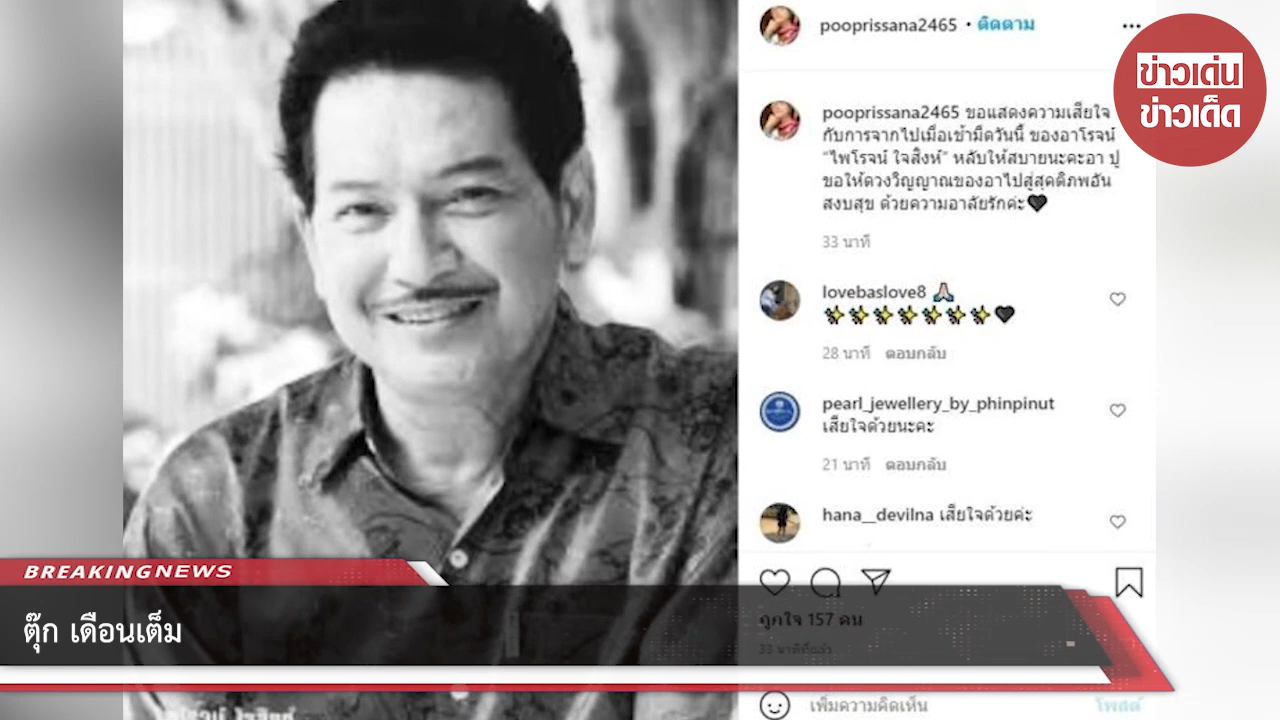 pooprissana2465 • ติดตาม
ข่าวเด่น
ข่าวเด็ด
pooprissana2465 ขอแสดงความเสียใจ
กับการจากไปเมื่อเช้ามืดวันนี้ ของอาโรจน์
“ไพโรจน์ ใจสิงห์” หลับให้สบายนะคะอา ปู
ขอให้ดวงวิญญาณของอาไปสู่สุคติภพอัน
สงบสุข ด้วยความอาลัยรักค่ะ🖤
33 นาที
lovebaslove8 🙏🏻
✨✨✨✨✨✨✨🖤
28 นาที ตอบกลับ
pearl_jewellery_by_phinpinut
เสียใจด้วยนะคะ
21 นาที ตอบกลับ
hana__devilna เสียใจด้วยค่ะ
ถูกใจ 157 คน
33 นาทีที่แล้ว
เพิ่มความคิดเห็น
โพสต์
BREAKINGNEWS
ตุ๊ก เดือนเต็ม